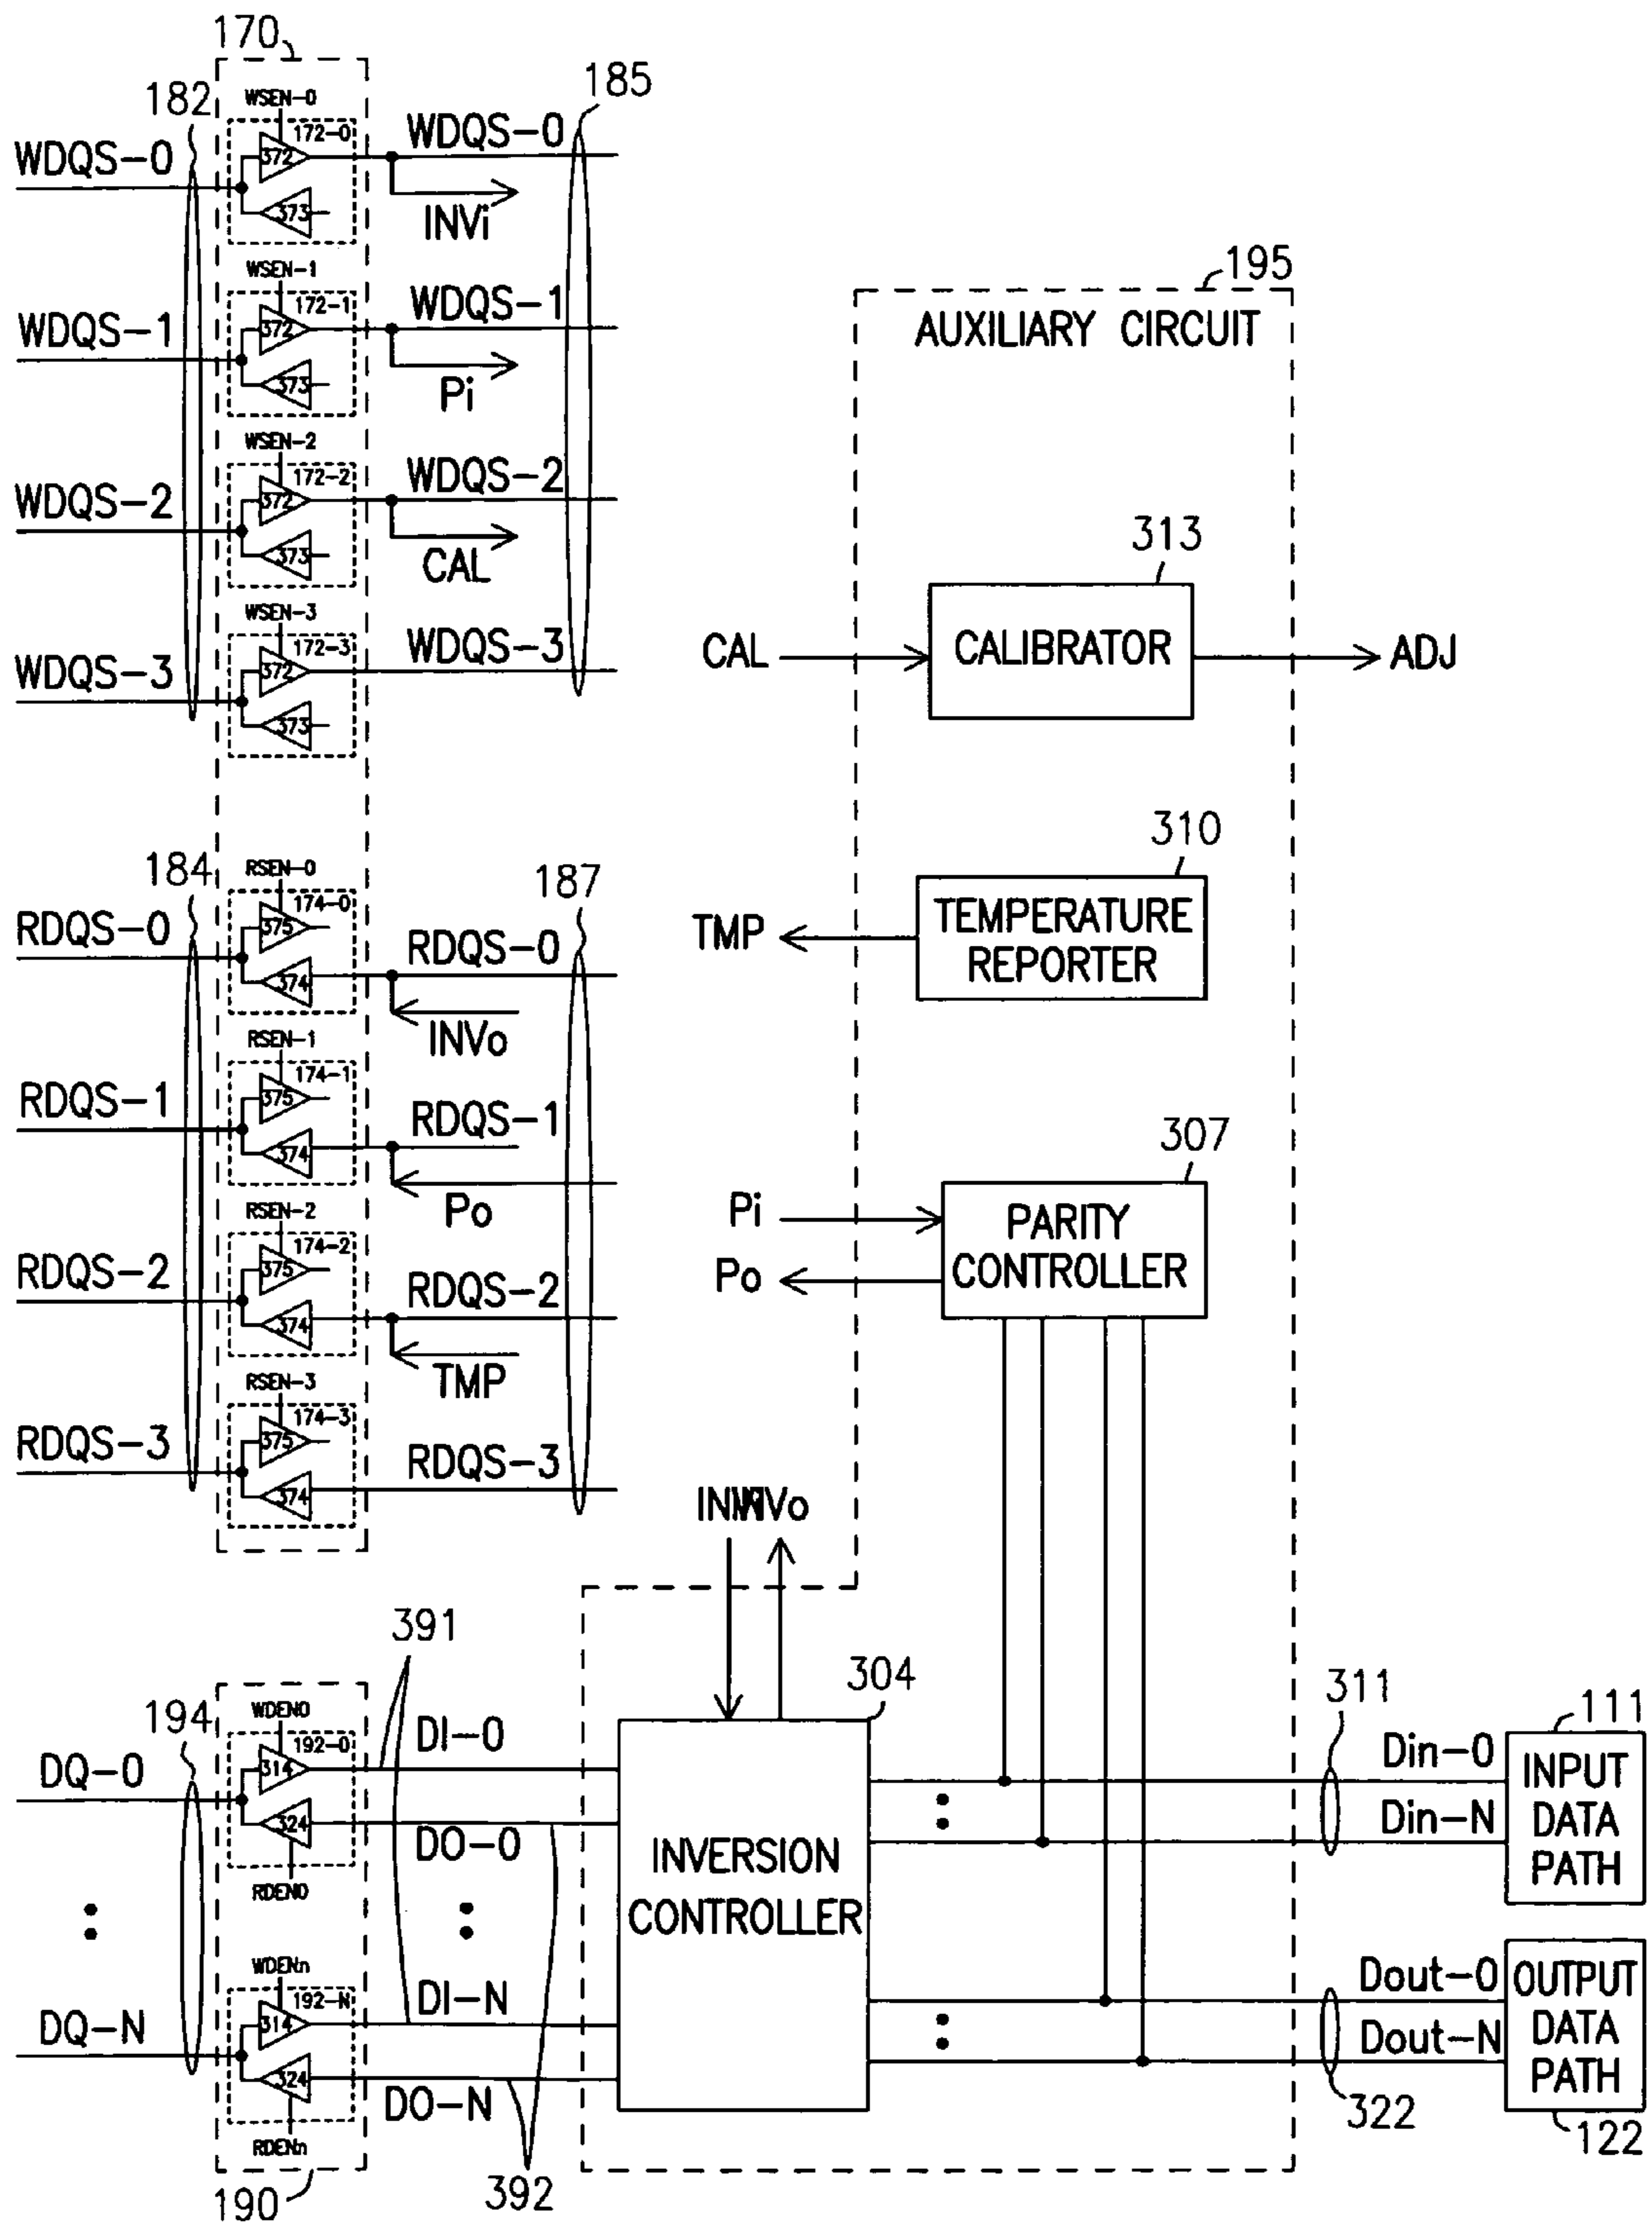 170
182
185
WSEN-0
172-0
WDQS-0
372
373
WDQS-0
INVi
WSEN-1
172-1
WDQS-1
372
373
WDQS-1
Pi
WSEN-2
172-2
WDQS-2
372
373
WDQS-2
CAL
WSEN-3
172-3
WDQS-3
372
373
WDQS-3
195
AUXILIARY CIRCUIT
313
CAL
CALIBRATOR
ADJ
310
TMP
TEMPERATURE
REPORTER
184
187
RSEN-0
174-0
RDQS-0
375
374
RDQS-0
INVo
RSEN-1
174-1
RDQS-1
375
374
RDQS-1
Po
RSEN-2
174-2
RDQS-2
375
374
RDQS-2
TMP
RSEN-3
174-3
RDQS-3
375
374
RDQS-3
307
Pi
Po
PARITY
CONTROLLER
INVo
391
304
194
WDEN0
192-0
DQ-0
314
324
RDEN0
DI-0
DO-0
WDENn
192-N
DQ-N
314
324
RDENn
DI-N
DO-N
190
392
INVERSION
CONTROLLER
311
111
Din-0
Din-N
INPUT
DATA
PATH
Dout-0
Dout-N
OUTPUT
DATA
PATH
322
122